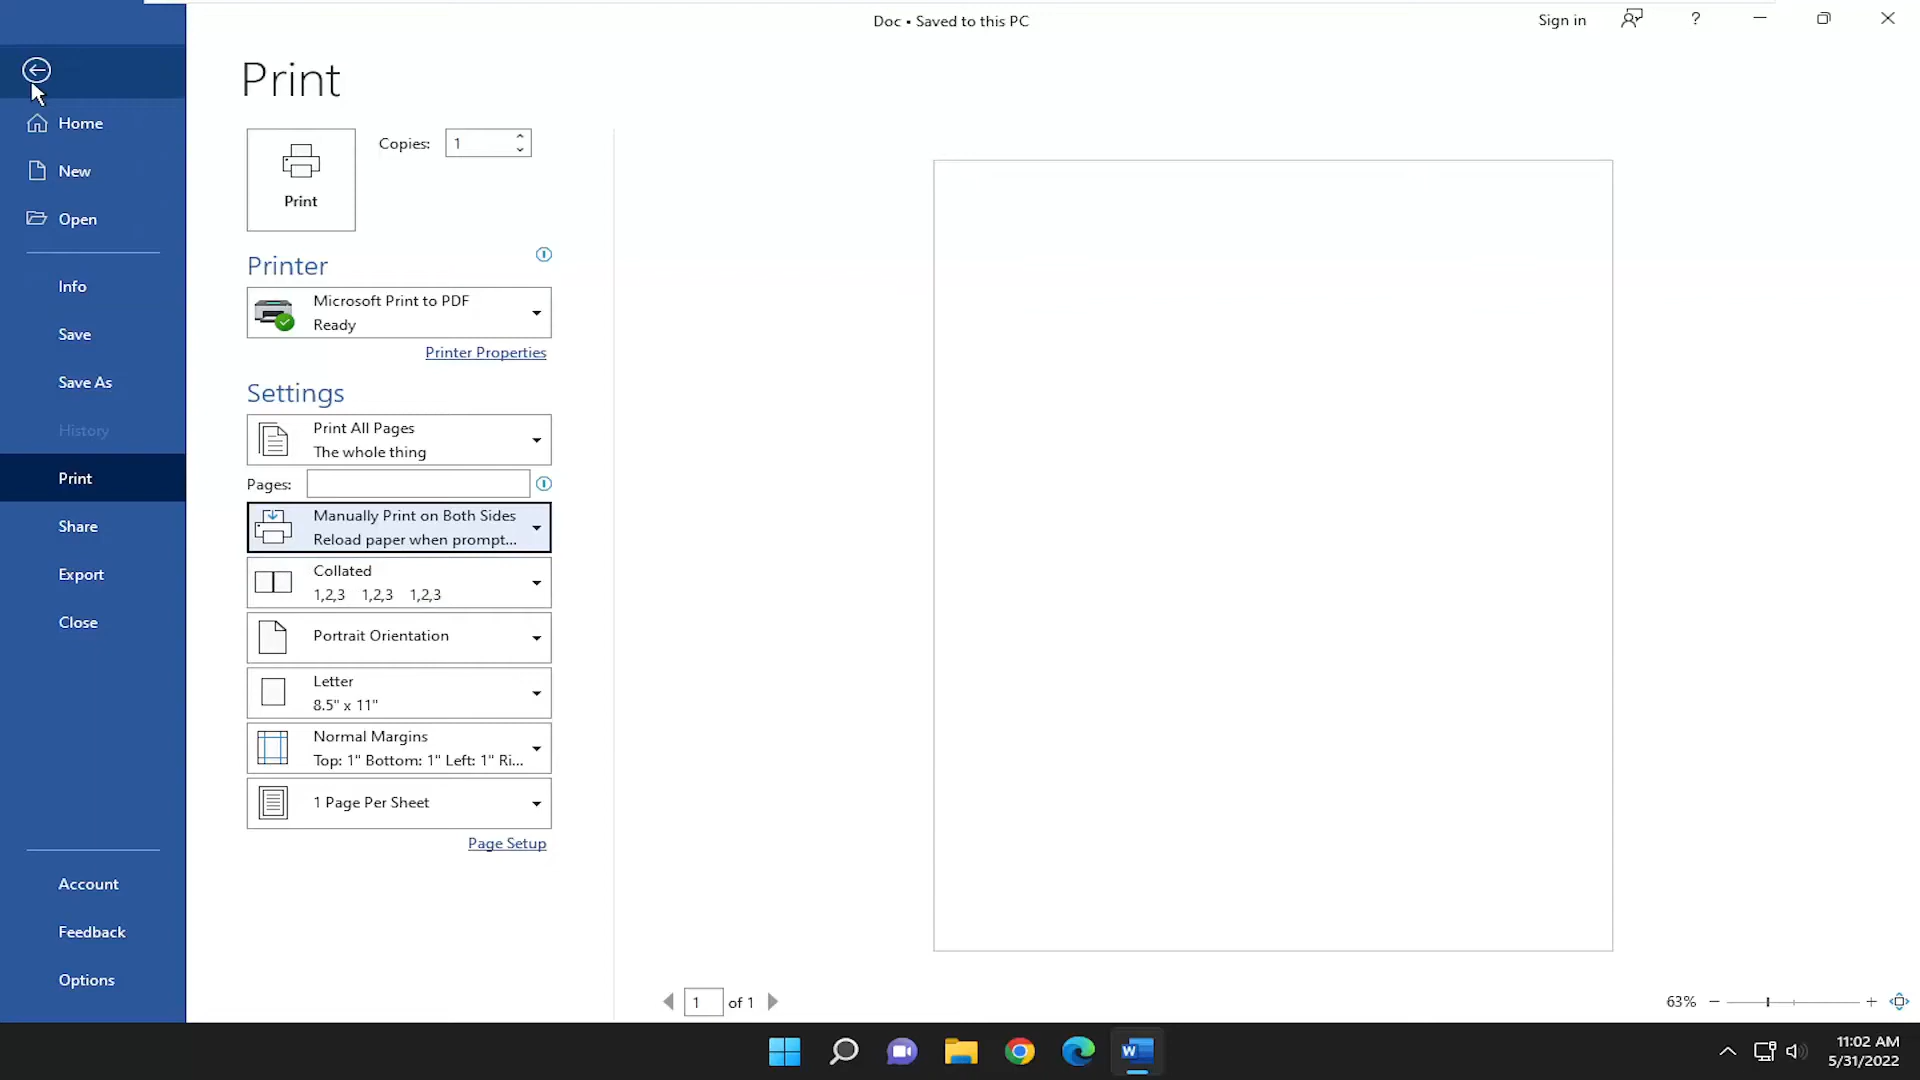 Doc • Saved to this PC
Sign in
?
Print
Home
New
Open
Info
Save
Save As
History
Print
Share
Export
Close
Account
Feedback
Options
Print
Copies: 1
Printer
Microsoft Print to PDF
Ready
Printer Properties
Settings
Print All Pages
The whole thing
Pages:
Manually Print on Both Sides
Reload paper when prompt...
Collated
1,2,3 1,2,3 1,2,3
Portrait Orientation
Letter
8.5" x 11"
Normal Margins
Top: 1" Bottom: 1" Left: 1" Ri...
1 Page Per Sheet
Page Setup
1 of 1
63%
W
11:02 AM
5/31/2022